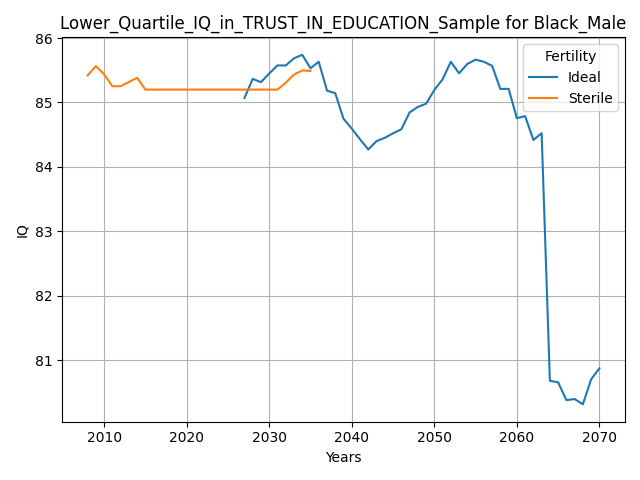 Lower_Quartile_IQ_in_TRUST_IN_EDUCATION_Sample for Black_Male
Fertility
Ideal
Sterile
86
85
84
83
82
81
IQ
2010 2020 2030 2040 2050 2060 2070
Years